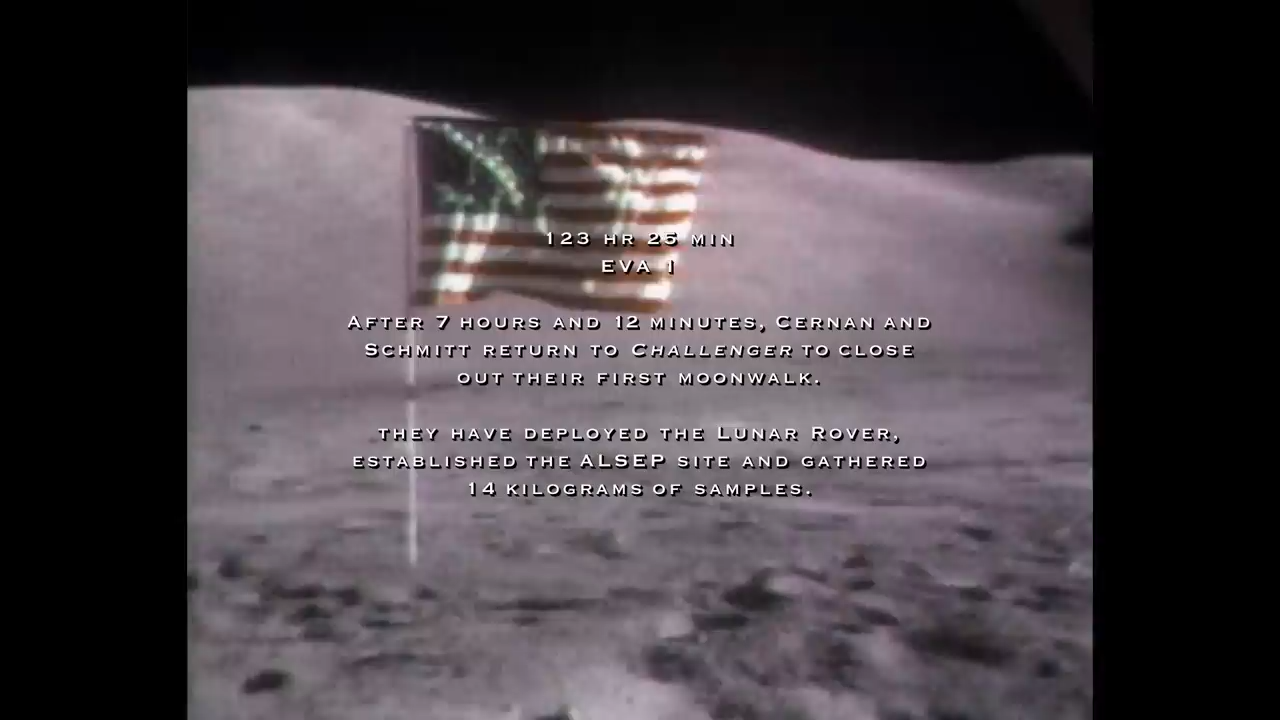 123 HR 25 MIN
EVA 1
AFTER 7 HOURS AND 12 MINUTES, CERNAN AND
SCHMITT RETURN TO CHALLENGER TO CLOSE
OUT THEIR FIRST MOONWALK.
THEY HAVE DEPLOYED THE LUNAR ROVER,
ESTABLISHED THE ALSEP SITE AND GATHERED
14 KILOGRAMS OF SAMPLES.